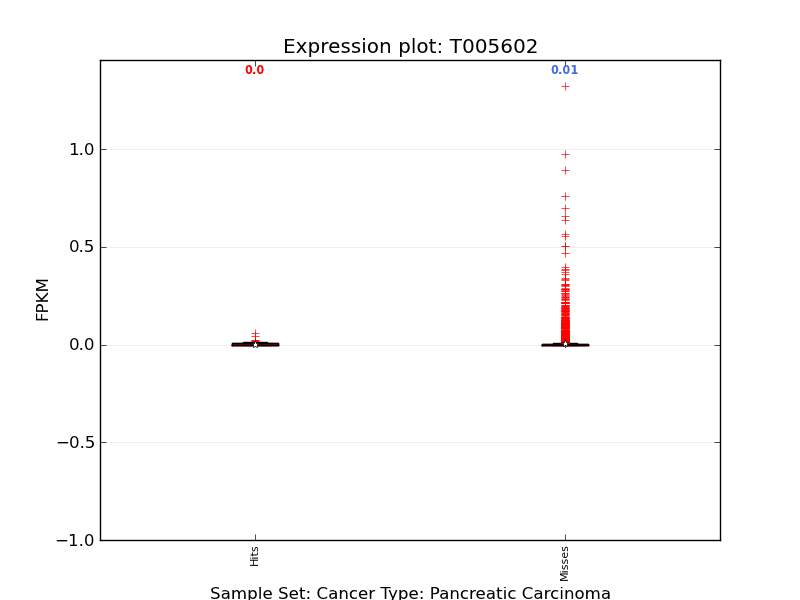 Expression plot: T005602
0.0
0.01
1.0
0.5
0.0
−0.5
−1.0
FPKM
Hits
Misses
Sample Set: Cancer Type: Pancreatic Carcinoma